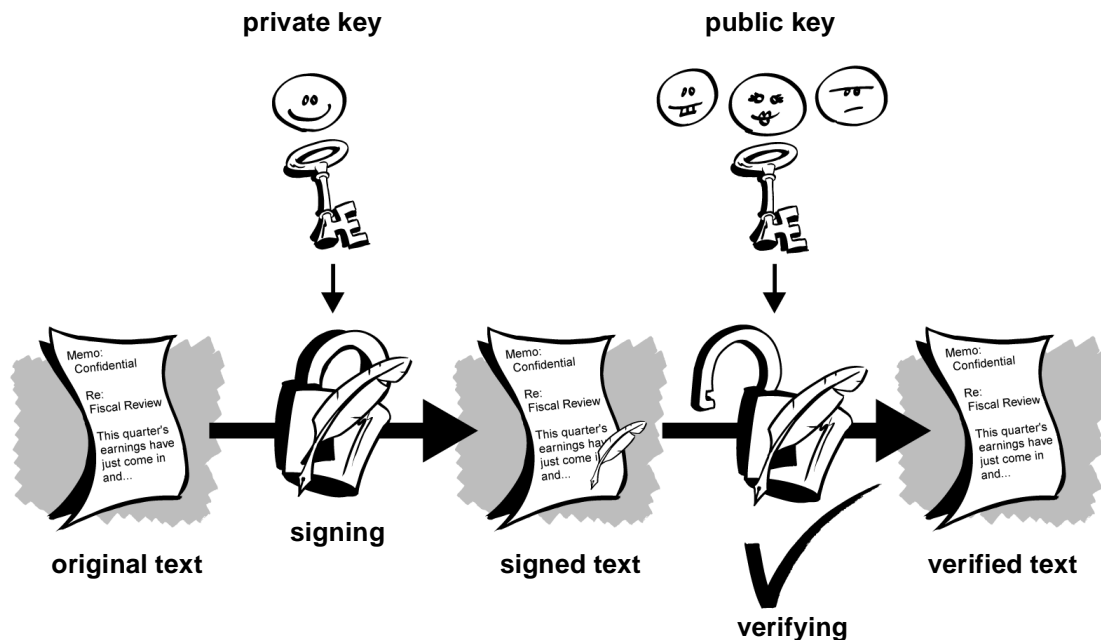 private key
public key
Memo:
Confidential
Re:
Fiscal Review
This quarter's
earnings have
just come in
and...
Memo:
Confidential
Re:
Fiscal Review
This quarter's
earnings hav
just come i
and...
Memo:
Confidential
Re:
Fiscal Review
This quarter's
earnings have
just come in
and...
signing
original text
signed text
verified text
verifying